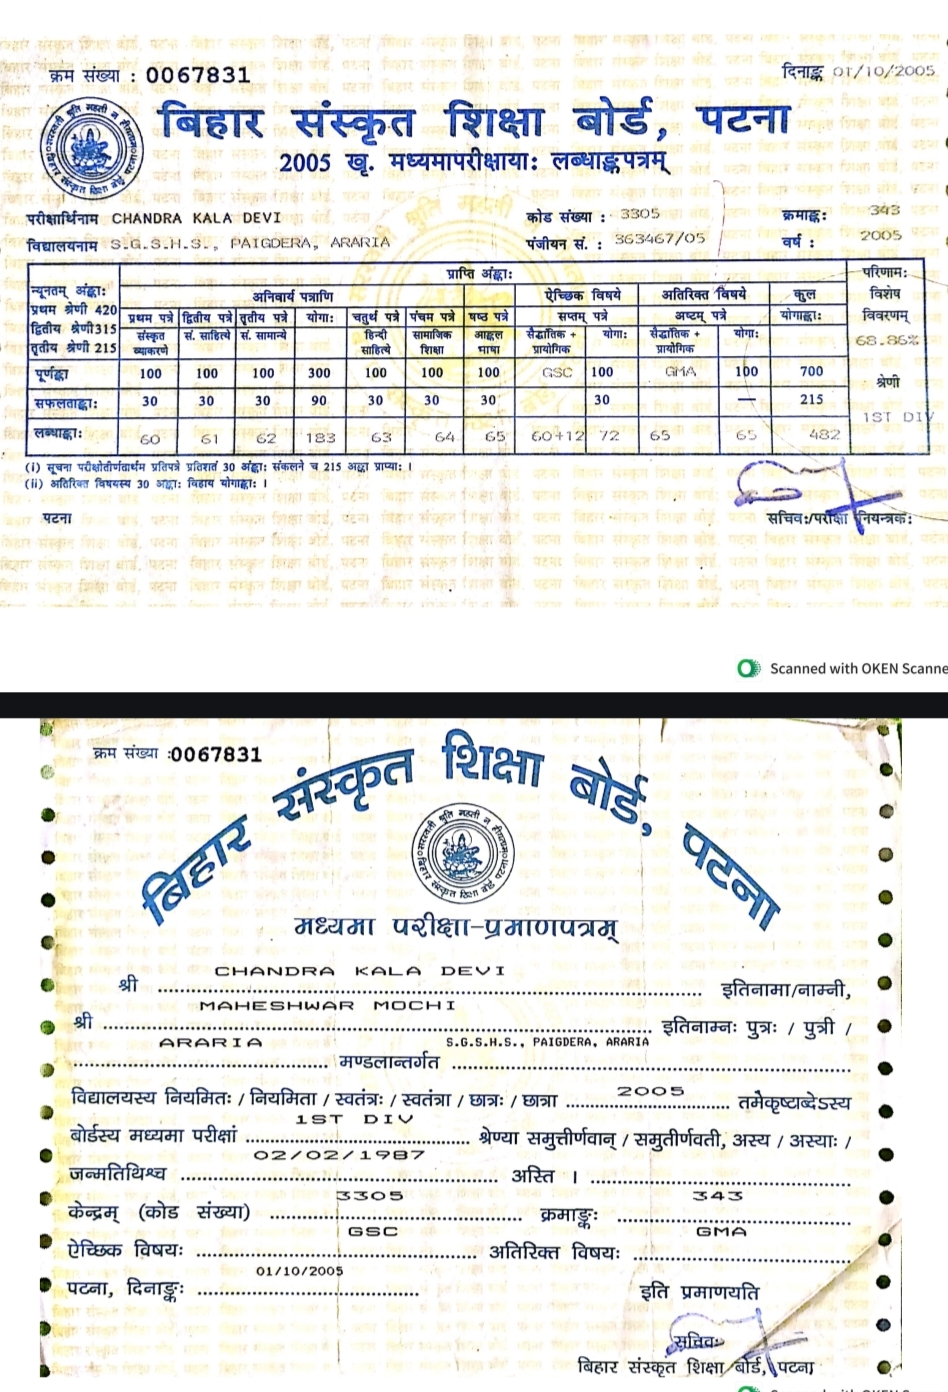 क्रम संख्या : 0067831
दिनाङ्क 01/10/2005
बिहार संस्कृत शिक्षा बोर्ड, पटना
2005 खृ. मध्यमापरीक्षाया: लब्धाङ्कपत्रम्
परीक्षार्थिनाम CHANDRA KALA DEVI कोड संख्या : 3305 क्रमाङ्क: 343
विद्यालयनाम S.G.S.H.S., PAIGDERA, ARARIA पंजीयन सं. : 363467/05 वर्ष : 2005
प्राप्ति अंङ्का: परिणाम:
न्यूनतम् अंङ्का: अनिवार्य पत्राणि ऐच्छिक विषये अतिरिक्त विषये कुल विशेष
प्रथम श्रेणी 420 प्रथम पत्रे द्वितीय पत्रे तृतीय पत्रे योगा: चतुर्थ पत्रे पंचम पत्रे षष्ठ पत्रे सप्तम् पत्रे अष्टम् पत्रे योगाङ्का: विवरणम्
द्वितीय श्रेणी 315 संस्कृत सं. साहित्ये सं. सामान्ये हिन्दी सामाजिक आङ्गल सैद्धांतिक + योगा: सैद्धांतिक + योगा: 68.86%
तृतीय श्रेणी 215 व्याकरणे साहित्ये शिक्षा भाषा प्रायोगिक प्रायोगिक
पूर्णाङ्का 100 100 100 300 100 100 100 GSC 100 GMA 100 700 श्रेणी
सफलताङ्का: 30 30 30 90 30 30 30 30 — 215 1ST DIV
लब्धाङ्का: 60 61 62 183 63 64 65 60+12 72 65 65 482
(i) सूचना परीक्षोतीर्णतार्थम प्रतिपत्रे प्रतिशतं 30 अङ्का: संकलने च 215 अङ्का प्राप्या: ।
(ii) अतिरिक्त विषयस्य 30 अङ्का: विहाय योगाङ्का: ।
पटना सचिव:/परीक्षा नियन्त्रक:
Scanned with OKEN Scanne
क्रम संख्या :0067831
बिहार संस्कृत शिक्षा बोर्ड, पटना
मध्यमा परीक्षा-प्रमाणपत्रम्
CHANDRA KALA DEVI
श्री .......... इतिनामा/नाम्नी,
MAHESHWAR MOCHI
श्री .......... इतिनाम्नः पुत्रः / पुत्री /
ARARIA S.G.S.H.S., PAIGDERA, ARARIA
.......... मण्डलान्तर्गत ..........
विद्यालयस्य नियमितः / नियमिता / स्वतंत्रः / स्वतंत्रा / छात्रः / छात्रा 2005 तमैकृष्टाब्देऽस्य
1ST DIV
बोर्डस्य मध्यमा परीक्षां .......... श्रेण्या समुत्तीर्णवान् / समुतीर्णवती, अस्य / अस्याः /
02/02/1987
जन्मतिथिश्च .......... अस्ति । ..........
3305 343
केन्द्रम् (कोड संख्या) .......... क्रमाङ्कः ..........
GSC GMA
ऐच्छिक विषयः .......... अतिरिक्त विषयः ..........
01/10/2005
पटना, दिनाङ्कः .......... इति प्रमाणयति
सचिवः
बिहार संस्कृत शिक्षा बोर्ड, पटना